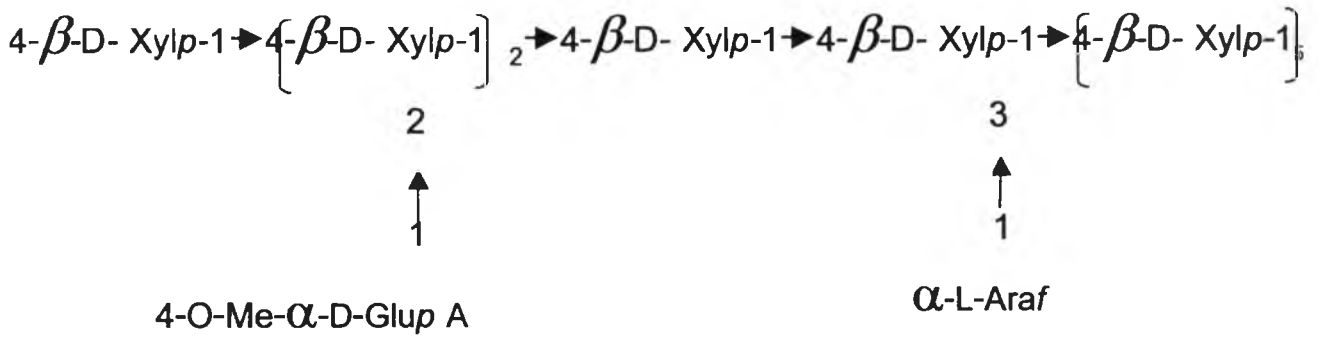 4-β-D- Xylp-1→[4-β-D- Xylp-1]₂→4-β-D- Xylp-1→4-β-D- Xylp-1→[4-β-D- Xylp-1]₅
2 3
1 1
4-O-Me-α-D-Glup A α-L-Araf